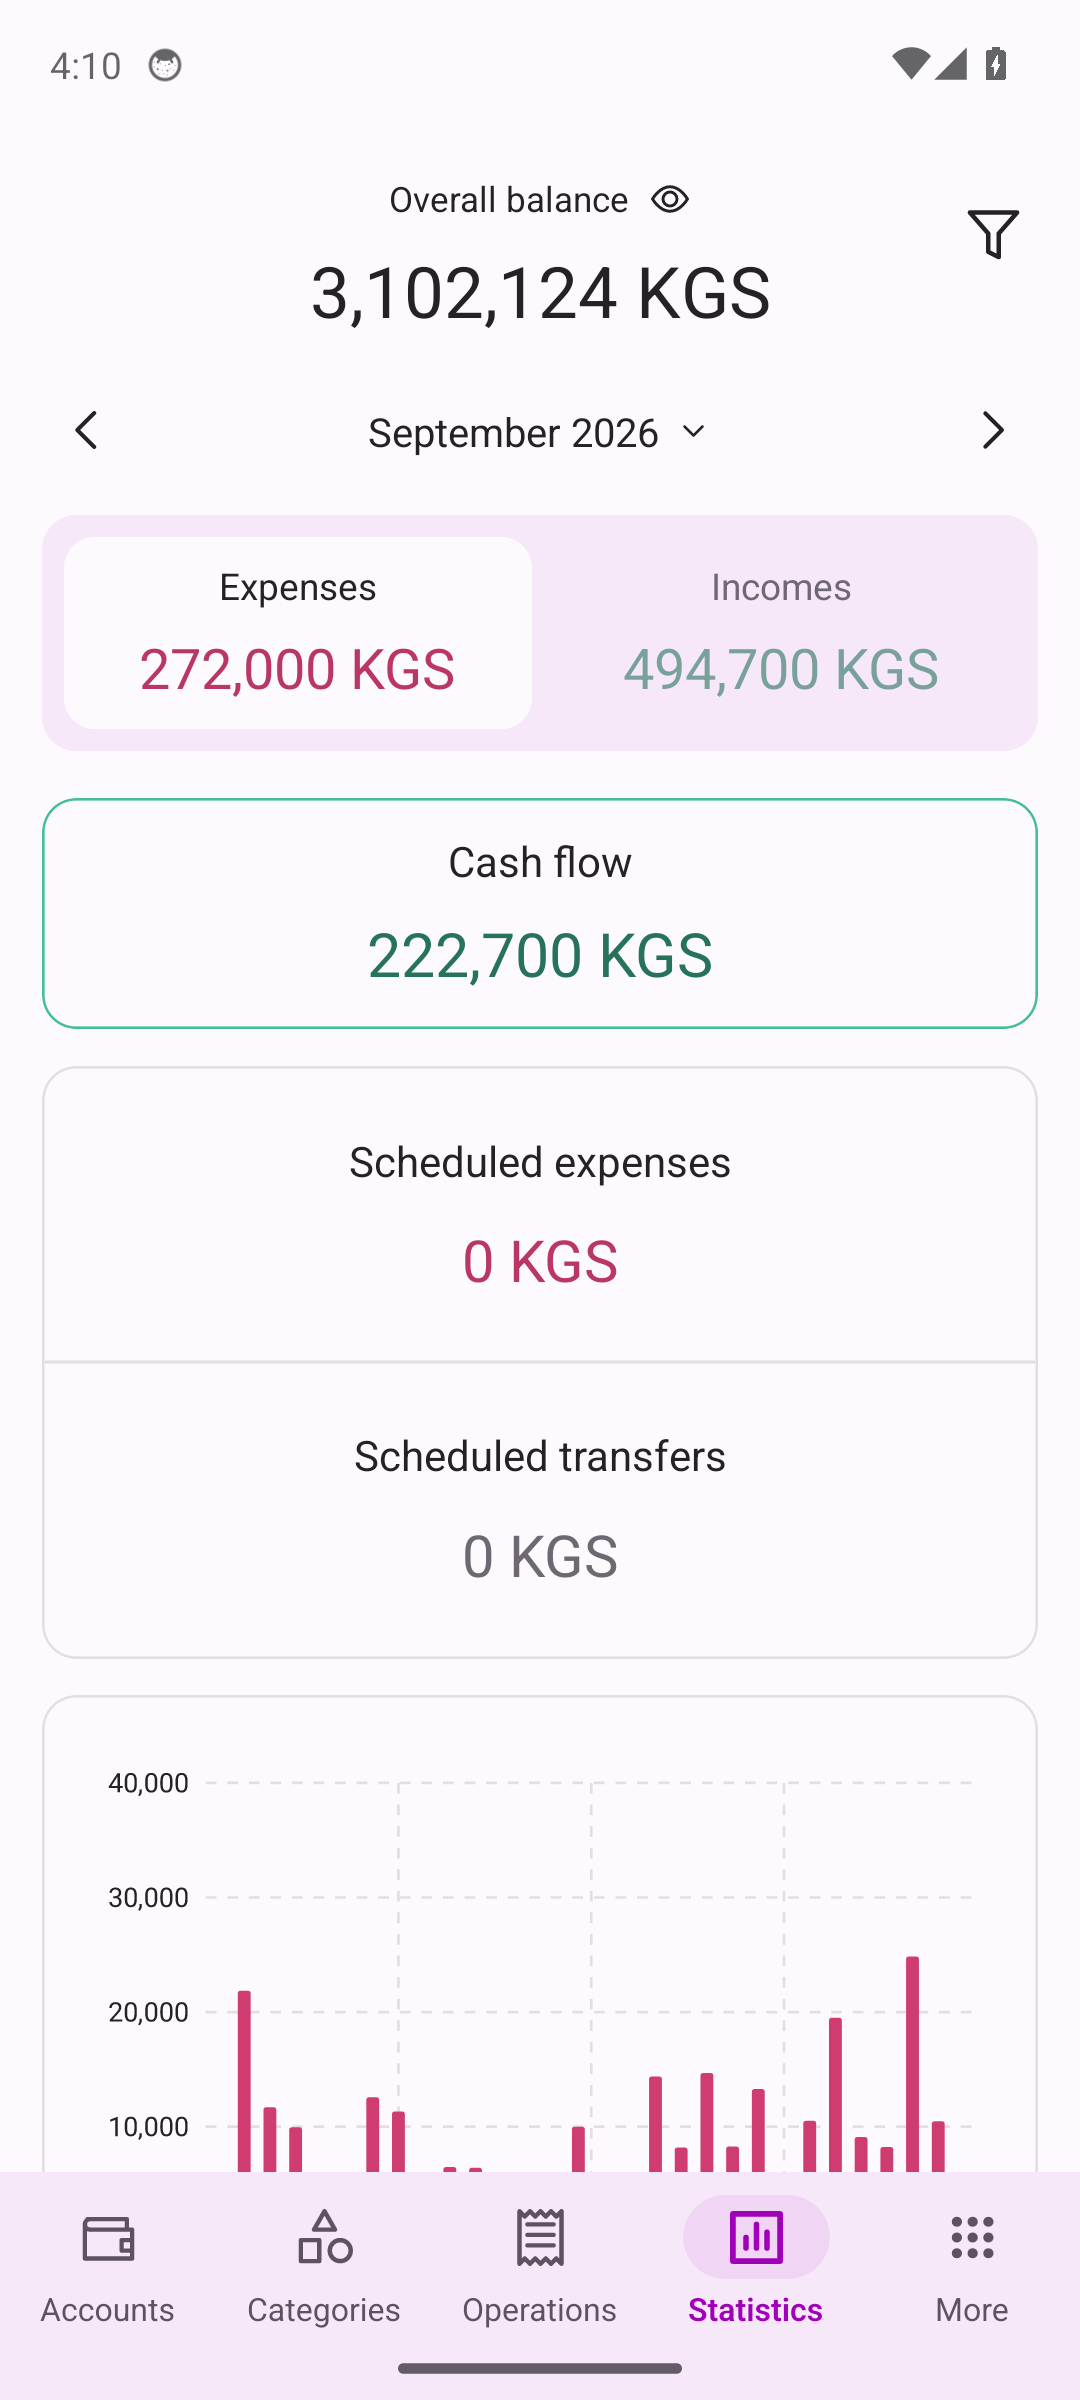 4:10
Overall balance
3,102,124 KGS
September 2026
Expenses
272,000 KGS
Incomes
494,700 KGS
Cash flow
222,700 KGS
Scheduled expenses
0 KGS
Scheduled transfers
0 KGS
40,000
30,000
20,000
10,000
Accounts
Categories
Operations
Statistics
More